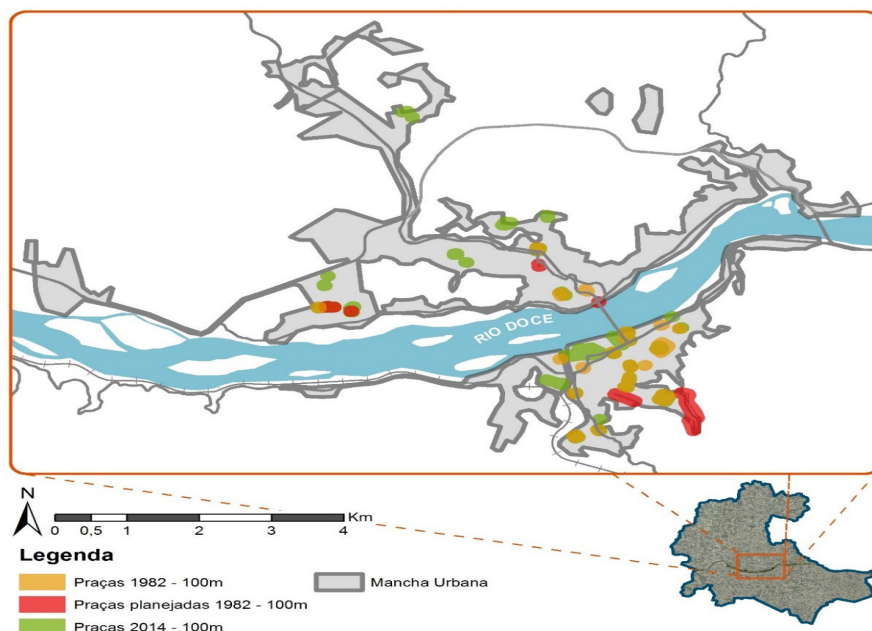 RIO DOCE
N
0 0,5 1 2 3 4 Km
Legenda
Praças 1982 - 100m
Praças planejadas 1982 - 100m
Praças 2014 - 100m
Mancha Urbana